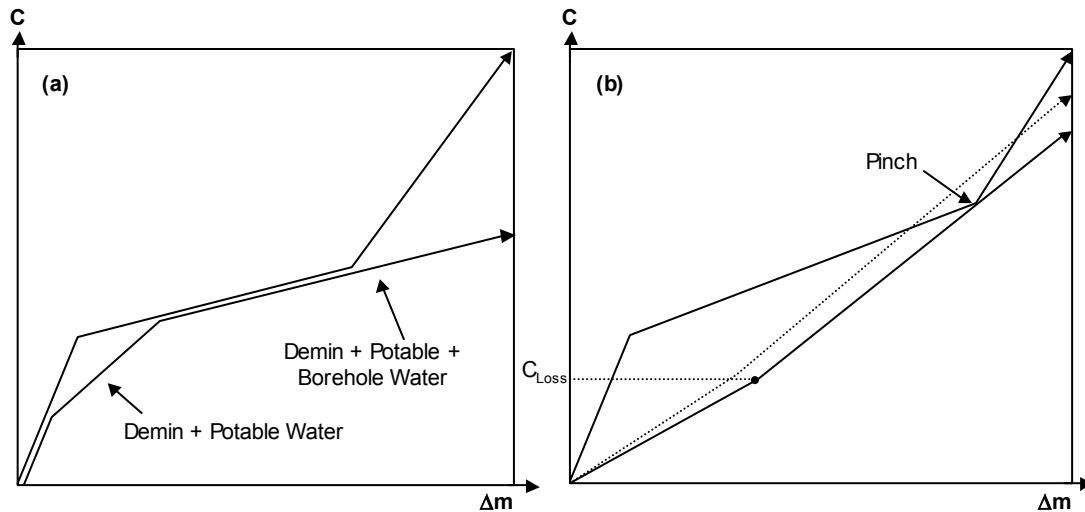 C
(a)
Demin + Potable +
Borehole Water
Demin + Potable Water
Δm
C
(b)
Pinch
CLoss
Δm